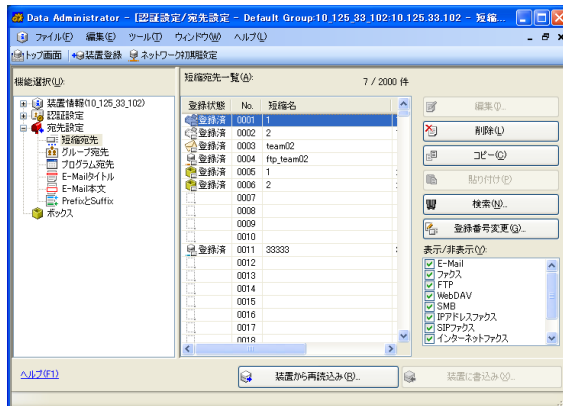 Data Administrator - [認証設定/宛先設定 - Default Group:10_125_33_102:10.125.33.102 - 短縮...
ファイル(F) 編集(E) ツール(T) ウィンドウ(W) ヘルプ(L)
トップ画面 装置登録 ネットワーク初期設定
機能選択(U):
装置情報(10_125_33_102)
認証設定
宛先設定
短縮宛先
グループ宛先
プログラム宛先
E-Mailタイトル
E-Mail本文
PrefixとSuffix
ボックス
短縮宛先一覧(A): 7 / 2000 件
登録状態 No. 短縮名
登録済 0001 1
登録済 0002 2
登録済 0003 team02
登録済 0004 ftp_team02
登録済 0005 1
登録済 0006 2
0007
0008
0009
0010
登録済 0011 33333
0012
0013
0014
0015
0016
0017
0018
編集(I)...
削除(L)
コピー(C)
貼り付け(P)
検索(N)...
登録番号変更(G)...
表示/非表示(Y):
E-Mail
ファクス
FTP
WebDAV
SMB
IPアドレスファクス
SIPファクス
インターネットファクス
ヘルプ(F1)
装置から再読込み(R)...
装置に書込み(X)...